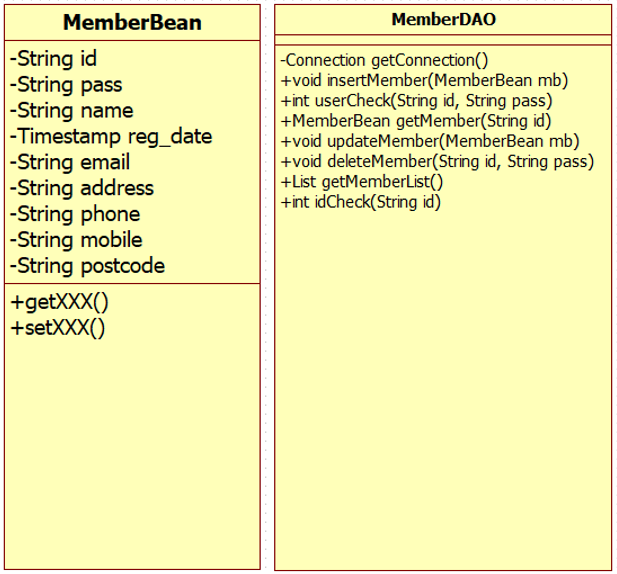 MemberBean
-String id
-String pass
-String name
-Timestamp reg_date
-String email
-String address
-String phone
-String mobile
-String postcode
+getXXX()
+setXXX()
MemberDAO
-Connection getConnection()
+void insertMember(MemberBean mb)
+int userCheck(String id, String pass)
+MemberBean getMember(String id)
+void updateMember(MemberBean mb)
+void deleteMember(String id, String pass)
+List getMemberList()
+int idCheck(String id)